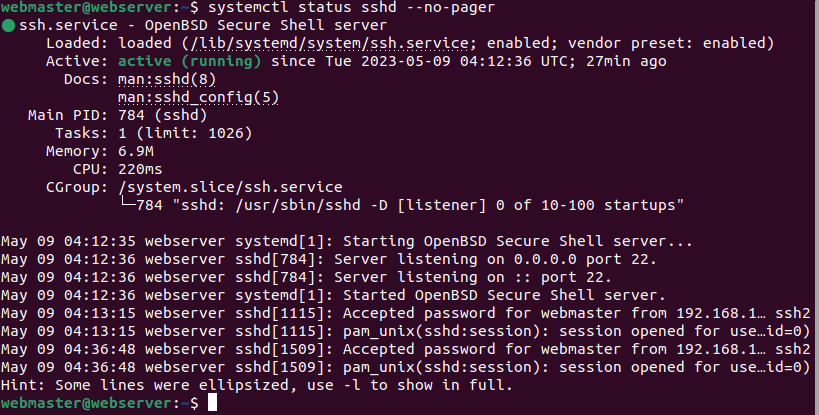 webmaster@webserver:~$ systemctl status sshd --no-pager
● ssh.service - OpenBSD Secure Shell server
     Loaded: loaded (/lib/systemd/system/ssh.service; enabled; vendor preset: enabled)
     Active: active (running) since Tue 2023-05-09 04:12:36 UTC; 27min ago
       Docs: man:sshd(8)
             man:sshd_config(5)
   Main PID: 784 (sshd)
      Tasks: 1 (limit: 1026)
     Memory: 6.9M
        CPU: 220ms
     CGroup: /system.slice/ssh.service
             └─784 "sshd: /usr/sbin/sshd -D [listener] 0 of 10-100 startups"

May 09 04:12:35 webserver systemd[1]: Starting OpenBSD Secure Shell server...
May 09 04:12:36 webserver sshd[784]: Server listening on 0.0.0.0 port 22.
May 09 04:12:36 webserver sshd[784]: Server listening on :: port 22.
May 09 04:12:36 webserver systemd[1]: Started OpenBSD Secure Shell server.
May 09 04:13:15 webserver sshd[1115]: Accepted password for webmaster from 192.168.1… ssh2
May 09 04:13:15 webserver sshd[1115]: pam_unix(sshd:session): session opened for use…id=0)
May 09 04:36:48 webserver sshd[1509]: Accepted password for webmaster from 192.168.1… ssh2
May 09 04:36:48 webserver sshd[1509]: pam_unix(sshd:session): session opened for use…id=0)
Hint: Some lines were ellipsized, use -l to show in full.
webmaster@webserver:~$